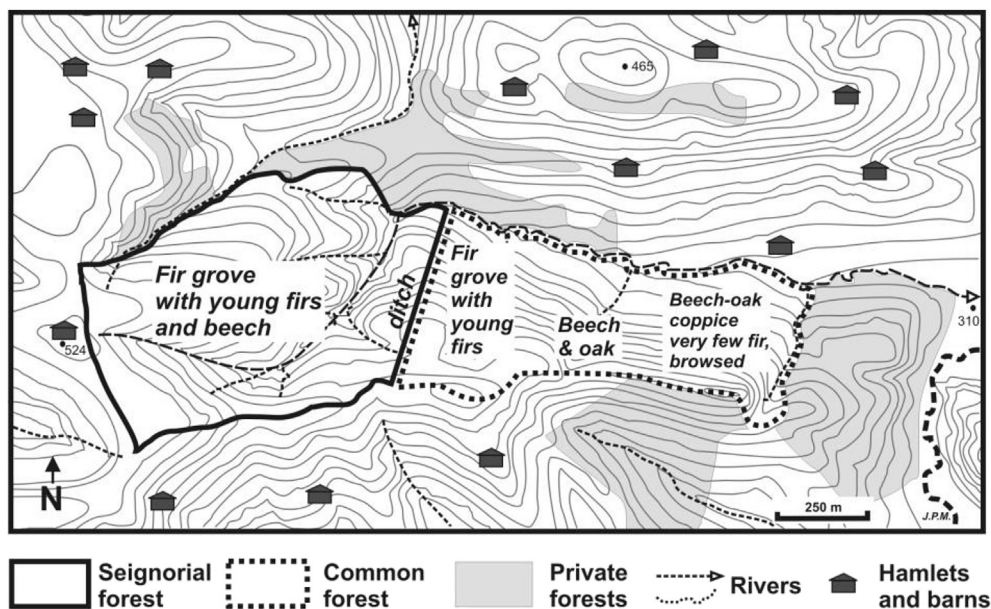 465
Fir grove
with young firs
and beech
ditch
Fir
grove
with
young
firs
Beech
& oak
Beech-oak
coppice
very few fir,
browsed
310
524
N
250 m
J.P.M.
Seignorial
forest
Common
forest
Private
forests
Rivers
Hamlets
and barns